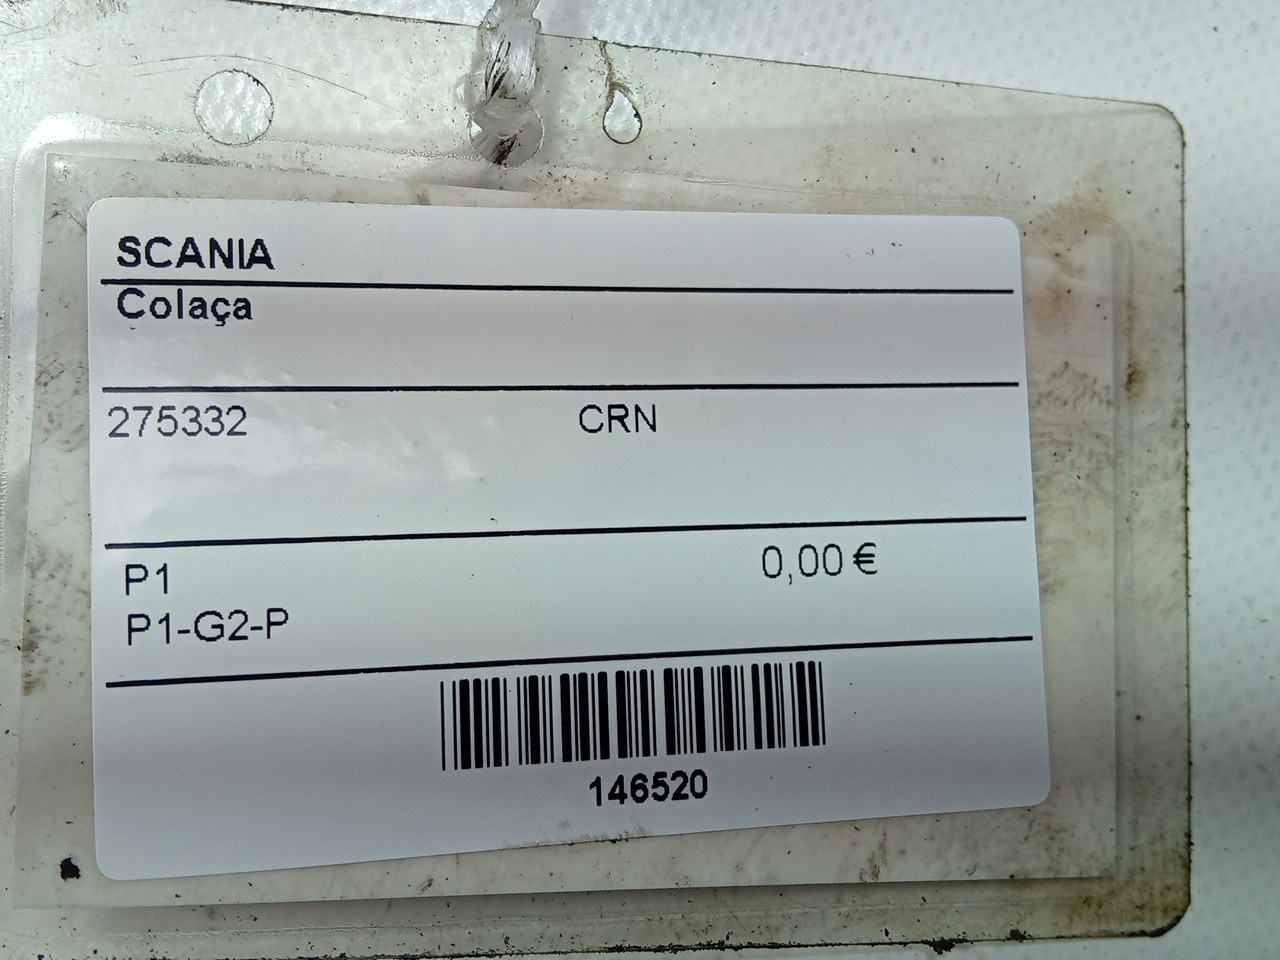 SCANIA
Colaça
275332 CRN
P1 0,00 €
P1-G2-P
146520